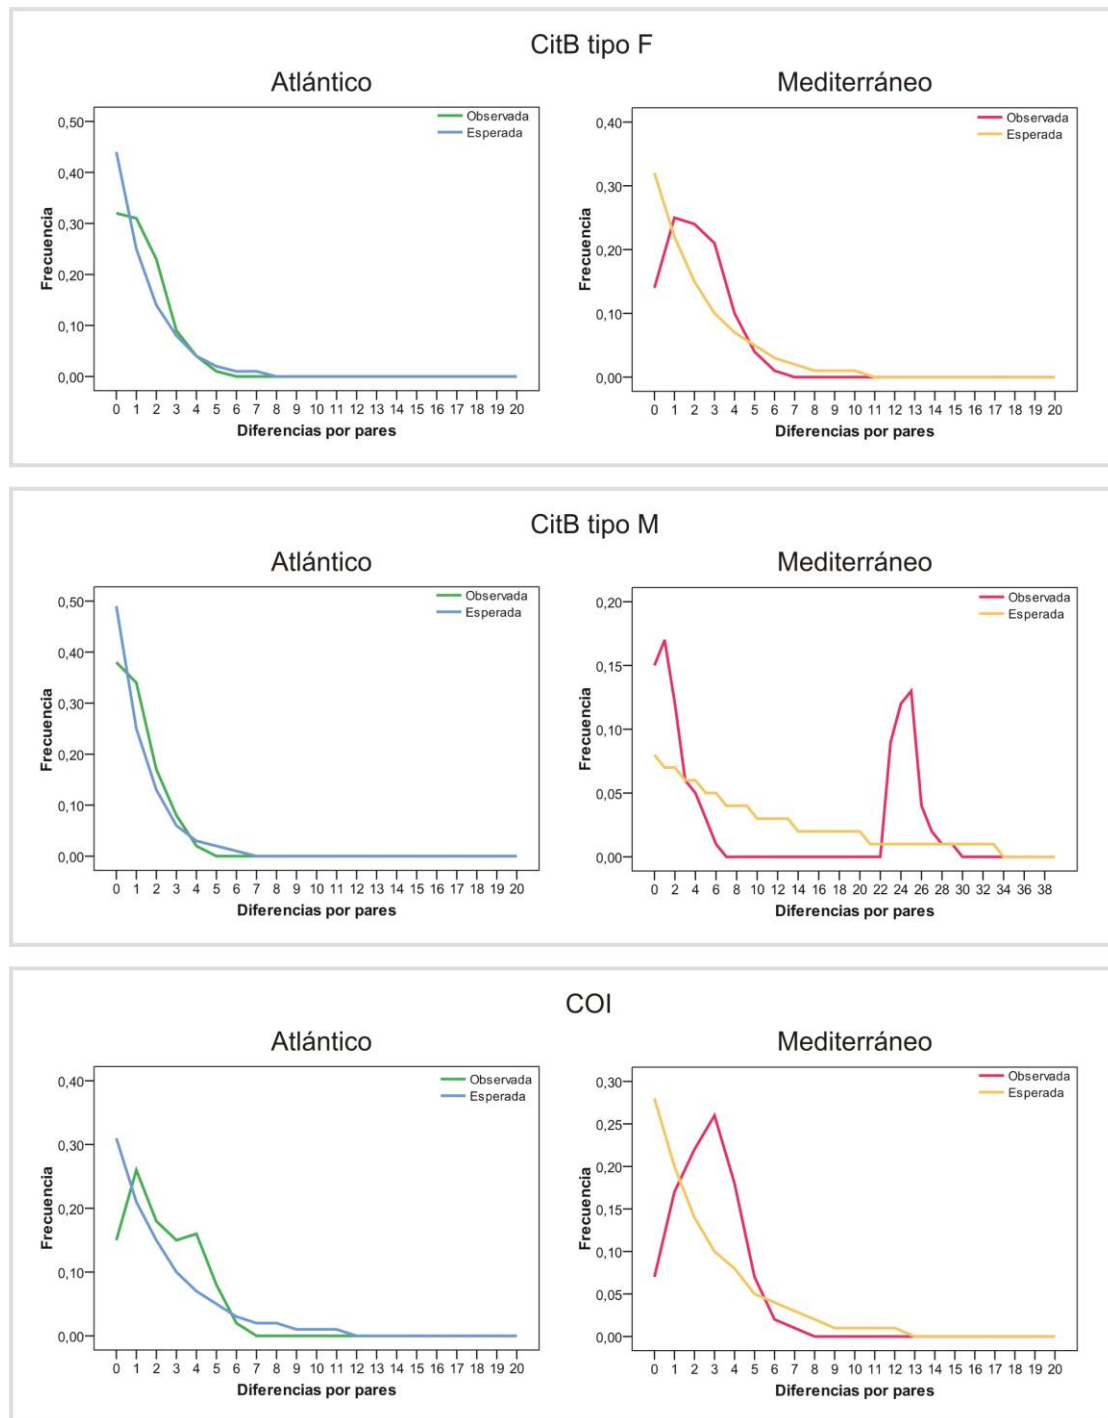 CitB tipo F
Atlántico
Observada
Esperada
0,50
0,40
0,30
0,20
0,10
0,00
Frecuencia
0 1 2 3 4 5 6 7 8 9 10 11 12 13 14 15 16 17 18 19 20
Diferencias por pares
Mediterráneo
Observada
Esperada
0,40
0,30
0,20
0,10
0,00
Frecuencia
0 1 2 3 4 5 6 7 8 9 10 11 12 13 14 15 16 17 18 19 20
Diferencias por pares
CitB tipo M
Atlántico
Observada
Esperada
0,50
0,40
0,30
0,20
0,10
0,00
Frecuencia
0 1 2 3 4 5 6 7 8 9 10 11 12 13 14 15 16 17 18 19 20
Diferencias por pares
Mediterráneo
Observada
Esperada
0,20
0,15
0,10
0,05
0,00
Frecuencia
0 2 4 6 8 10 12 14 16 18 20 22 24 26 28 30 32 34 36 38
Diferencias por pares
COI
Atlántico
Observada
Esperada
0,40
0,30
0,20
0,10
0,00
Frecuencia
0 1 2 3 4 5 6 7 8 9 10 11 12 13 14 15 16 17 18 19 20
Diferencias por pares
Mediterráneo
Observada
Esperada
0,30
0,25
0,20
0,15
0,10
0,05
0,00
Frecuencia
0 1 2 3 4 5 6 7 8 9 10 11 12 13 14 15 16 17 18 19 20
Diferencias por pares